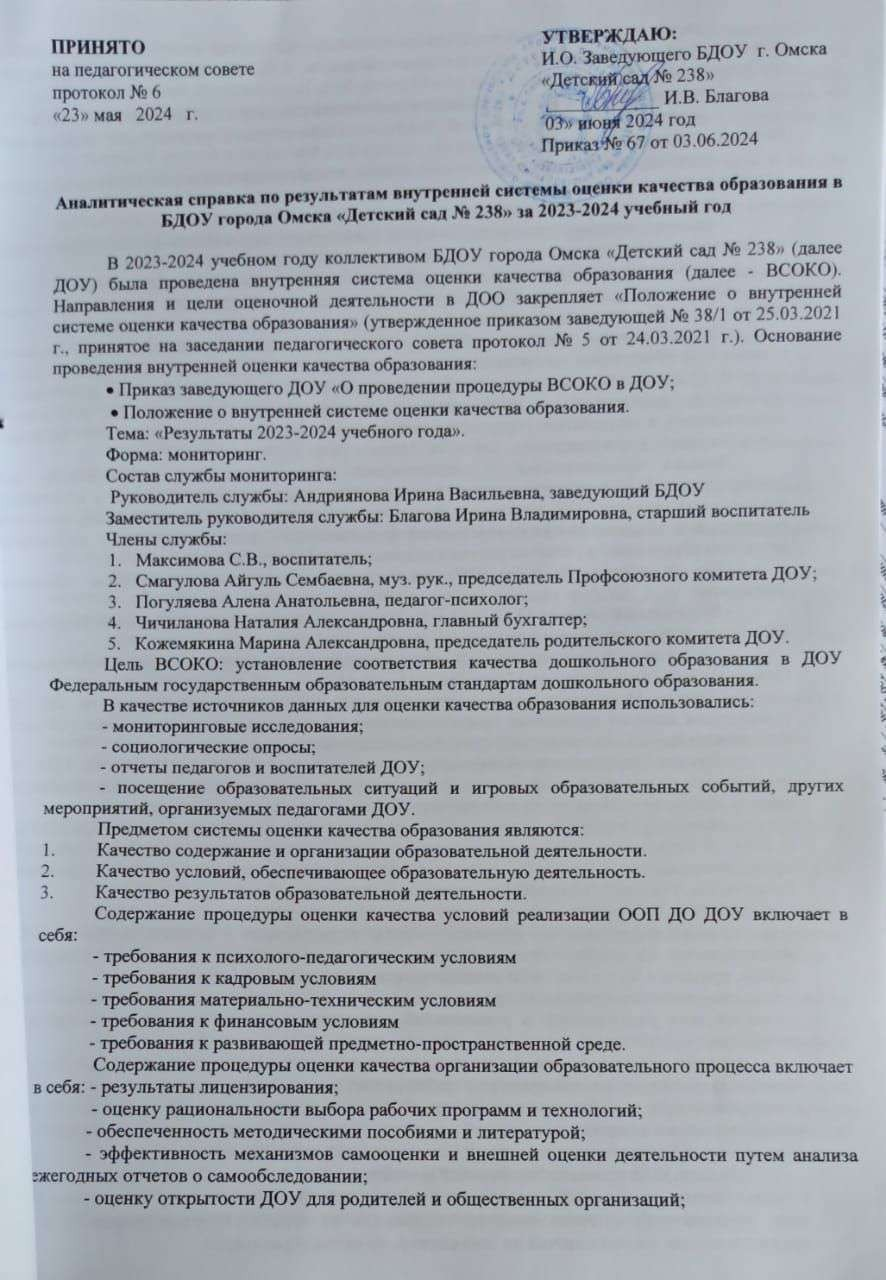 ПРИНЯТО
на педагогическом совете
протокол № 6
«23» мая 2024 г.
УТВЕРЖДАЮ:
И.О. Заведующего БДОУ г. Омска
«Детский сад № 238»
____________ И.В. Благова
03» июня 2024 год
Приказ № 67 от 03.06.2024
Аналитическая справка по результатам внутренней системы оценки качества образования в
БДОУ города Омска «Детский сад № 238» за 2023-2024 учебный год
В 2023-2024 учебном году коллективом БДОУ города Омска «Детский сад № 238» (далее
ДОУ) была проведена внутренняя система оценки качества образования (далее - ВСОКО).
Направления и цели оценочной деятельности в ДОО закрепляет «Положение о внутренней
системе оценки качества образования» (утвержденное приказом заведующей № 38/1 от 25.03.2021
г., принятое на заседании педагогического совета протокол № 5 от 24.03.2021 г.). Основание
проведения внутренней оценки качества образования:
• Приказ заведующего ДОУ «О проведении процедуры ВСОКО в ДОУ;
• Положение о внутренней системе оценки качества образования.
Тема: «Результаты 2023-2024 учебного года».
Форма: мониторинг.
Состав службы мониторинга:
Руководитель службы: Андриянова Ирина Васильевна, заведующий БДОУ
Заместитель руководителя службы: Благова Ирина Владимировна, старший воспитатель
Члены службы:
1. Максимова С.В., воспитатель;
2. Смагулова Айгуль Сембаевна, муз. рук., председатель Профсоюзного комитета ДОУ;
3. Погуляева Алена Анатольевна, педагог-психолог;
4. Чичиланова Наталия Александровна, главный бухгалтер;
5. Кожемякина Марина Александровна, председатель родительского комитета ДОУ.
Цель ВСОКО: установление соответствия качества дошкольного образования в ДОУ
Федеральным государственным образовательным стандартам дошкольного образования.
В качестве источников данных для оценки качества образования использовались:
- мониторинговые исследования;
- социологические опросы;
- отчеты педагогов и воспитателей ДОУ;
- посещение образовательных ситуаций и игровых образовательных событий, других
мероприятий, организуемых педагогами ДОУ.
Предметом системы оценки качества образования являются:
1. Качество содержание и организации образовательной деятельности.
2. Качество условий, обеспечивающее образовательную деятельность.
3. Качество результатов образовательной деятельности.
Содержание процедуры оценки качества условий реализации ООП ДО ДОУ включает в
себя:
- требования к психолого-педагогическим условиям
- требования к кадровым условиям
- требования материально-техническим условиям
- требования к финансовым условиям
- требования к развивающей предметно-пространственной среде.
Содержание процедуры оценки качества организации образовательного процесса включает
в себя: - результаты лицензирования;
- оценку рациональности выбора рабочих программ и технологий;
- обеспеченность методическими пособиями и литературой;
- эффективность механизмов самооценки и внешней оценки деятельности путем анализа
ежегодных отчетов о самообследовании;
- оценку открытости ДОУ для родителей и общественных организаций;